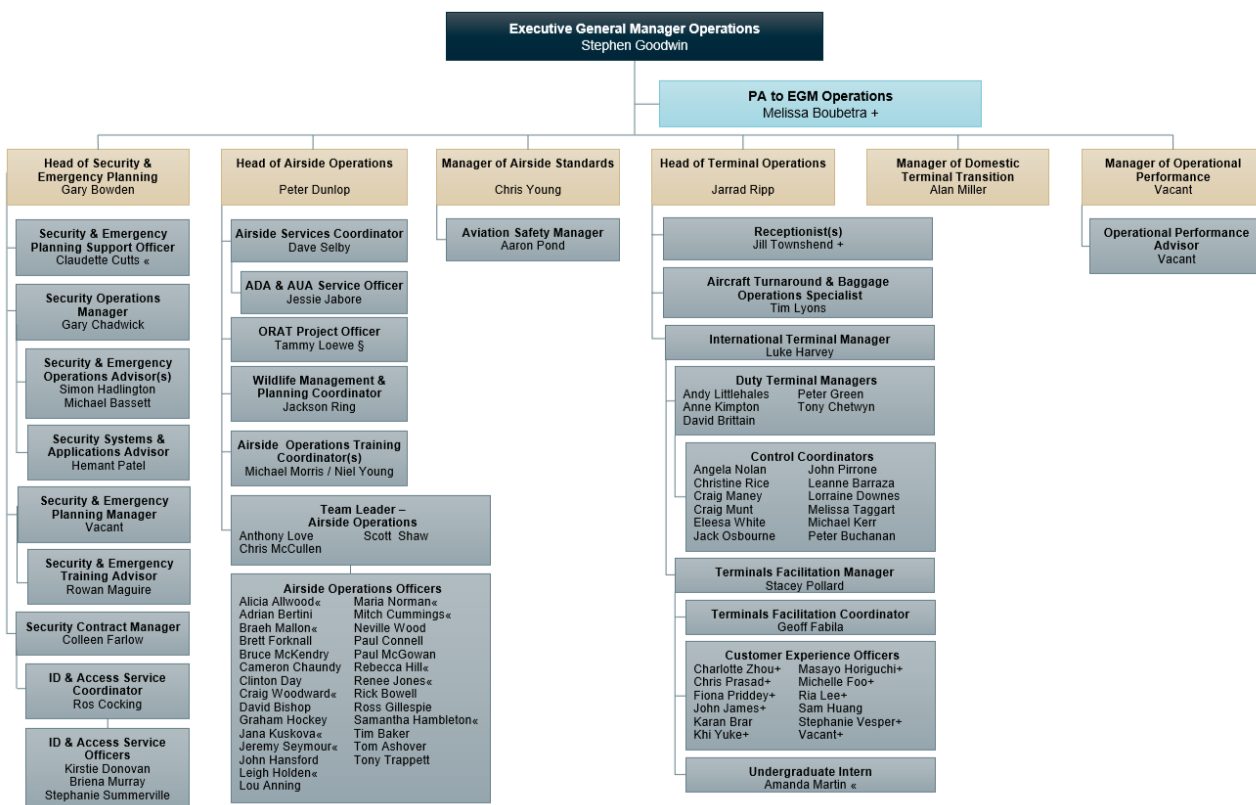 Executive General Manager Operations
Stephen Goodwin
PA to EGM Operations
Melissa Boubetra +
Head of Security &
Emergency Planning
Gary Bowden
Security & Emergency
Planning Support Officer
Claudette Cutts «
Security Operations
Manager
Gary Chadwick
Security & Emergency
Operations Advisor(s)
Simon Hadlington
Michael Bassett
Security Systems &
Applications Advisor
Hemant Patel
Security & Emergency
Planning Manager
Vacant
Security & Emergency
Training Advisor
Rowan Maguire
Security Contract Manager
Colleen Farlow
ID & Access Service
Coordinator
Ros Cocking
ID & Access Service
Officers
Kirstie Donovan
Briena Murray
Stephanie Summerville
Head of Airside Operations
Peter Dunlop
Airside Services Coordinator
Dave Selby
ADA & AUA Service Officer
Jessie Jabore
ORAT Project Officer
Tammy Loewe §
Wildlife Management &
Planning Coordinator
Jackson Ring
Airside Operations Training
Coordinator(s)
Michael Morris / Niel Young
Team Leader –
Airside Operations
Anthony Love Scott Shaw
Chris McCullen
Airside Operations Officers
Alicia Allwood« Maria Norman«
Adrian Bertini Mitch Cummings«
Braeh Mallon« Neville Wood
Brett Forknall Paul Connell
Bruce McKendry Paul McGowan
Cameron Chaundy Rebecca Hill«
Clinton Day Renee Jones«
Craig Woodward« Rick Bowell
David Bishop Ross Gillespie
Graham Hockey Samantha Hambleton«
Jana Kuskova« Tim Baker
Jeremy Seymour« Tom Ashover
John Hansford Tony Trappett
Leigh Holden«
Lou Anning
Manager of Airside Standards
Chris Young
Aviation Safety Manager
Aaron Pond
Head of Terminal Operations
Jarrad Ripp
Receptionist(s)
Jill Townshend +
Aircraft Turnaround & Baggage
Operations Specialist
Tim Lyons
International Terminal Manager
Luke Harvey
Duty Terminal Managers
Andy Littlehales Peter Green
Anne Kimpton Tony Chetwyn
David Brittain
Control Coordinators
Angela Nolan John Pirrone
Christine Rice Leanne Barraza
Craig Maney Lorraine Downes
Craig Munt Melissa Taggart
Eleesa White Michael Kerr
Jack Osbourne Peter Buchanan
Terminals Facilitation Manager
Stacey Pollard
Terminals Facilitation Coordinator
Geoff Fabila
Customer Experience Officers
Charlotte Zhou+ Masayo Horiguchi+
Chris Prasad+ Michelle Foo+
Fiona Priddey+ Ria Lee+
John James+ Sam Huang
Karan Brar Stephanie Vesper+
Khi Yuke+ Vacant+
Undergraduate Intern
Amanda Martin «
Manager of Domestic
Terminal Transition
Alan Miller
Manager of Operational
Performance
Vacant
Operational Performance
Advisor
Vacant